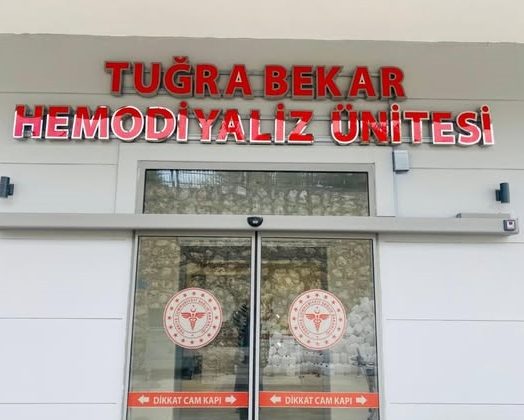 TUĞRA BEKAR
HEMODİYALİZ ÜNİTESİ
DİKKAT CAM KAPI
DİKKAT CAM KAPI